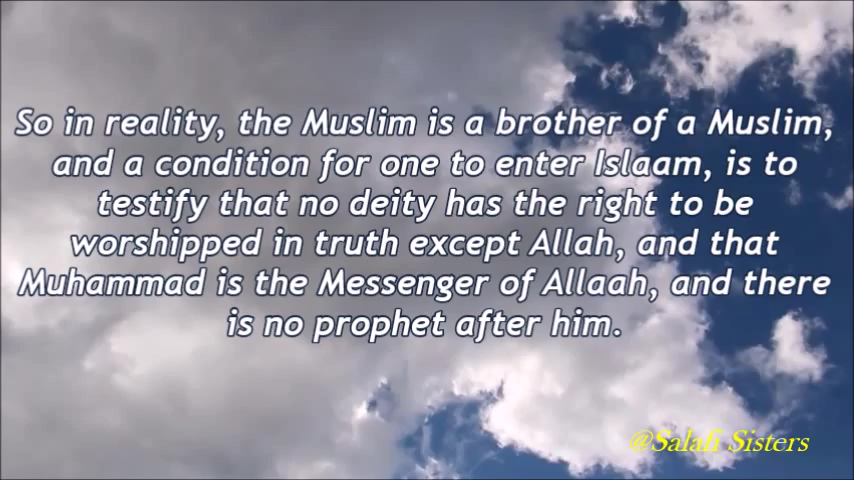 So in reality, the Muslim is a brother of a Muslim,
and a condition for one to enter Islaam, is to
testify that no deity has the right to be
worshipped in truth except Allah, and that
Muhammad is the Messenger of Allaah, and there
is no prophet after him.
@Salafi Sisters